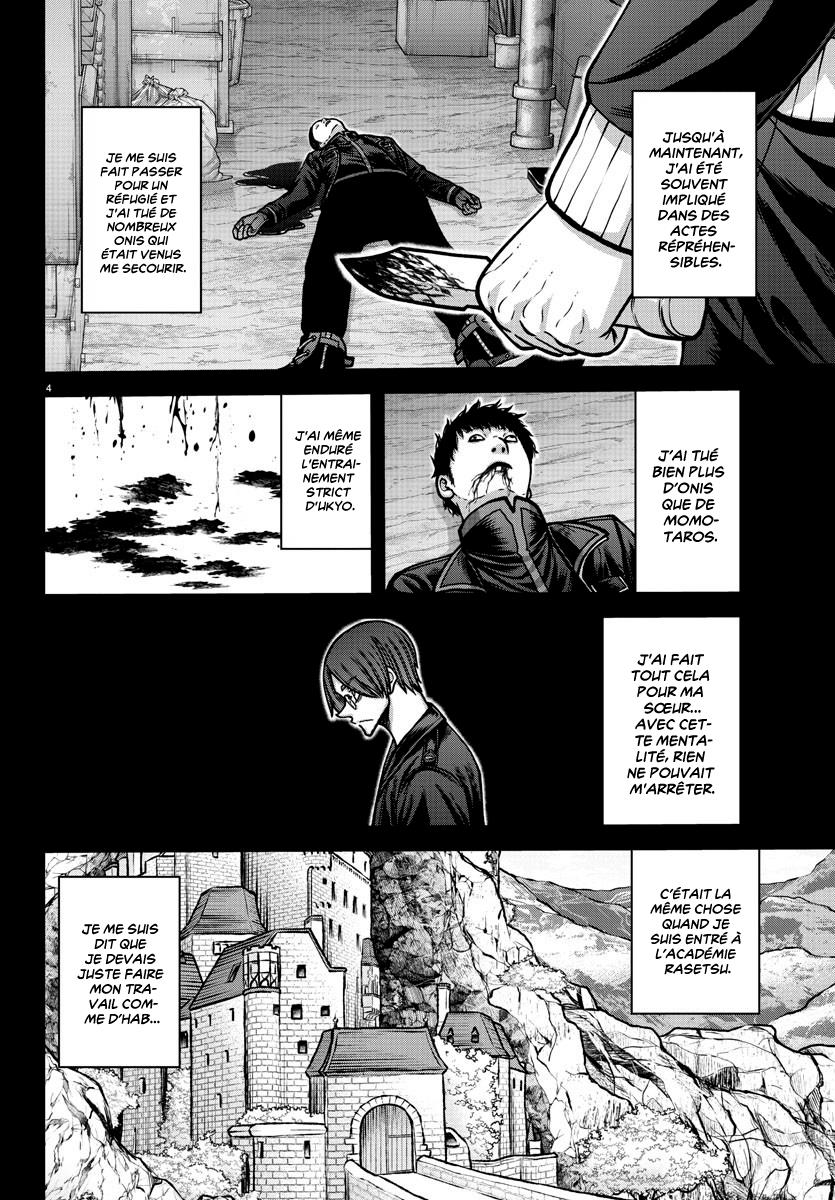 JUSQU'À
MAINTENANT,
J'AI ÉTÉ
SOUVENT
IMPLIQUÉ
DANS DES
ACTES
RÉPRÉHEN-
SIBLES.
JE ME SUIS
FAIT PASSER
POUR UN
RÉFUGIÉ ET
J'AI TUÉ DE
NOMBREUX
ONIS QUI
ÉTAIT VENUS
ME SECOURIR.
4
J'AI TUÉ
BIEN PLUS
D'ONIS
QUE DE
MOMO-
TAROS.
J'AI MÊME
ENDURÉ
L'ENTRAI-
NEMENT
STRICT
D'UKYO.
J'AI FAIT
TOUT CELA
POUR MA
SŒUR...
AVEC CET-
TE MENTA-
LITÉ, RIEN
NE POUVAIT
M'ARRÊTER.
C'ÉTAIT LA
MÊME CHOSE
QUAND JE
SUIS ENTRÉ À
L'ACADÉMIE
RASETSU.
JE ME SUIS
DIT QUE
JE DEVAIS
JUSTE FAIRE
MON TRA-
VAIL COM-
ME D'HAB...